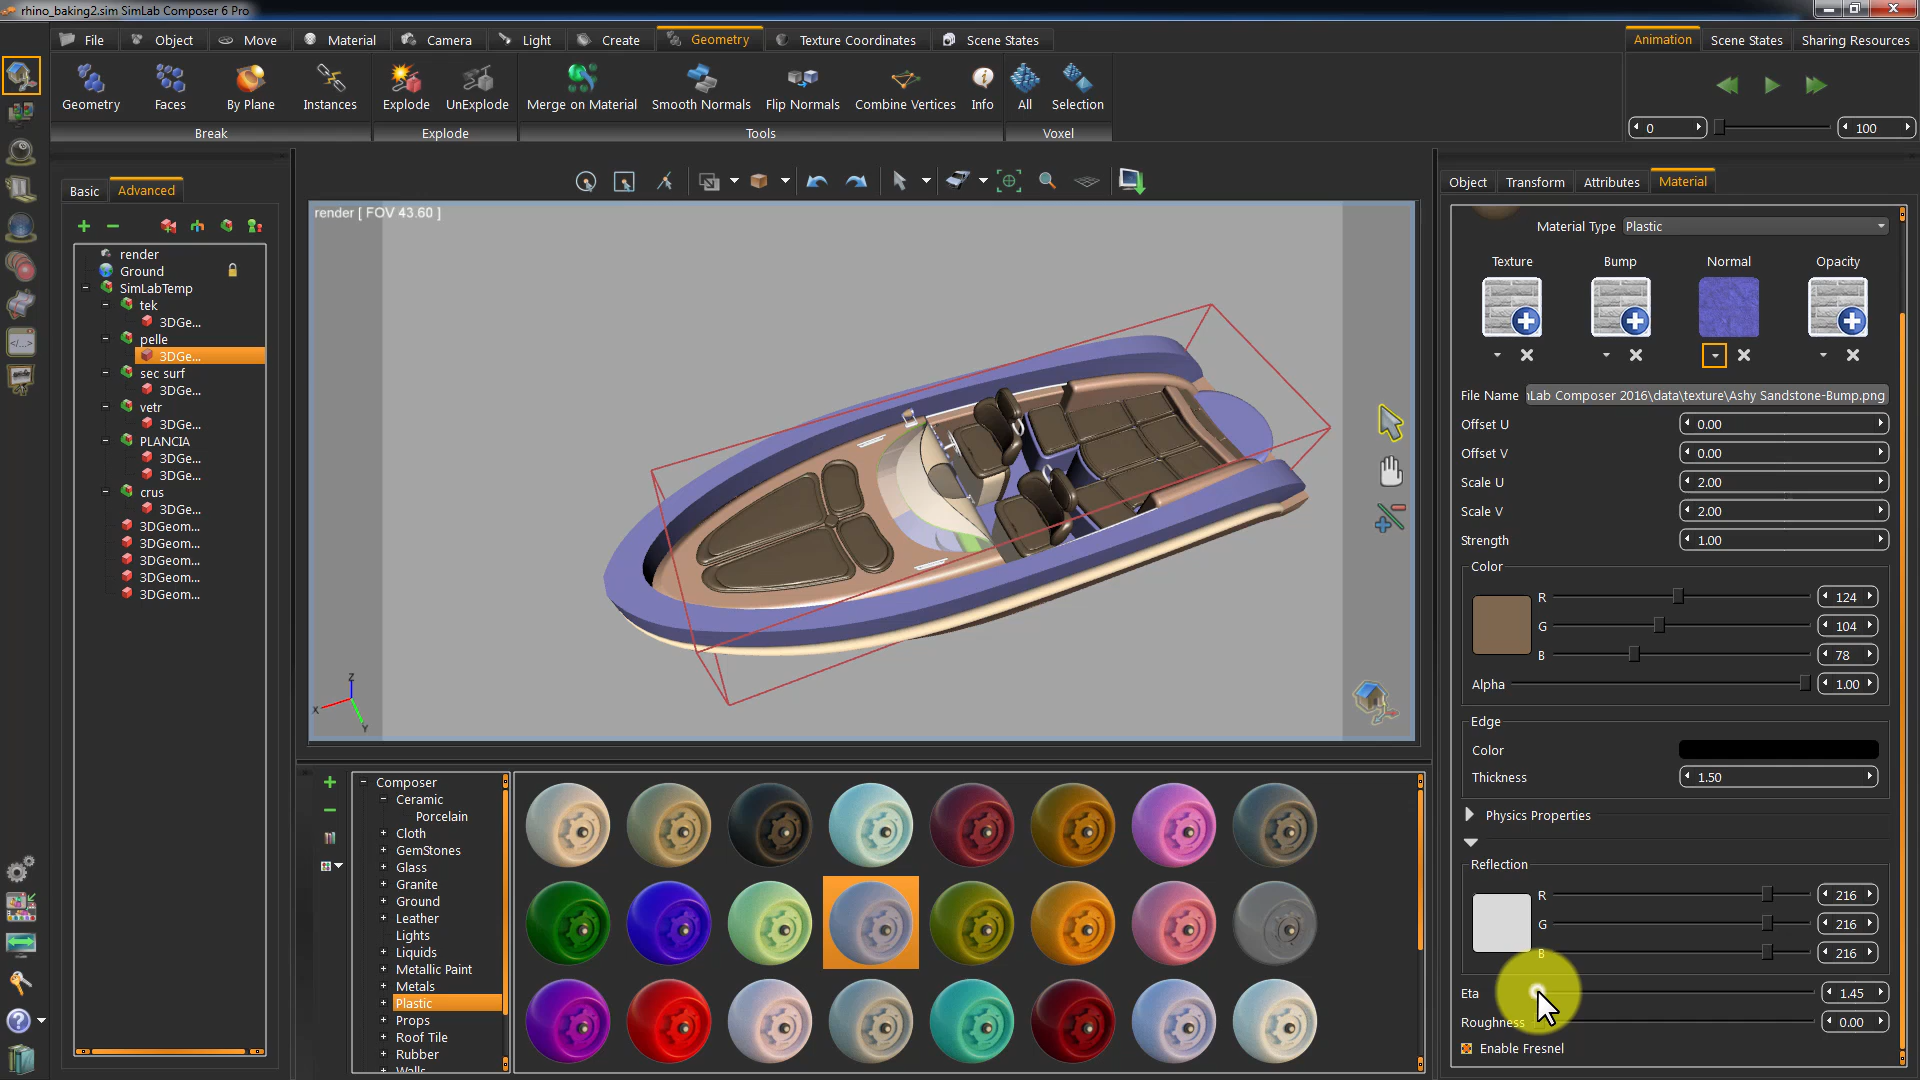 rhino_baking2.sim SimLab Composer 6 Pro
File Object Move Material Camera Light Create Geometry Texture Coordinates Scene States
Animation Scene States Sharing Resources
Geometry Faces By Plane Instances Explode UnExplode Merge on Material Smooth Normals Flip Normals Combine Vertices Info All Selection
Break Explode Tools Voxel
0 100
Basic Advanced
Object Transform Attributes Material
render [ FOV 43.60 ]
render
Ground
SimLabTemp
tek
3DGe...
pelle
3DGe...
sec surf
3DGe...
vetr
3DGe...
PLANCIA
3DGe...
3DGe...
crus
3DGe...
3DGeom...
3DGeom...
3DGeom...
3DGeom...
3DGeom...
Z
X
Y
Composer
Ceramic
Porcelain
Cloth
GemStones
Glass
Granite
Ground
Leather
Lights
Liquids
Metallic Paint
Metals
Plastic
Props
Roof Tile
Rubber
Walls
Material Type Plastic
Texture Bump Normal Opacity
File Name ıLab Composer 2016\data\texture\Ashy Sandstone-Bump.png
Offset U 0.00
Offset V 0.00
Scale U 2.00
Scale V 2.00
Strength 1.00
Color
R 124
G 104
B 78
Alpha 1.00
Edge
Color
Thickness 1.50
Physics Properties
Reflection
R 216
G 216
B 216
Eta 1.45
Roughness 0.00
Enable Fresnel